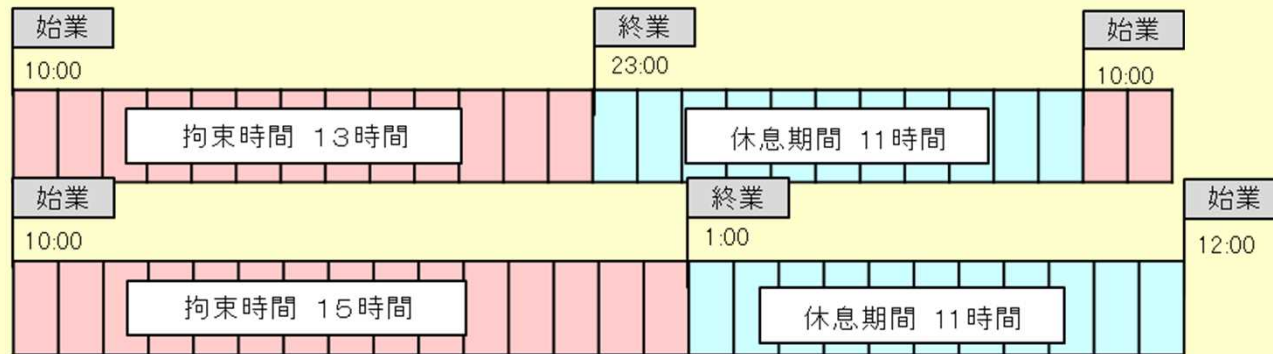 始業
終業
始業
10:00
23:00
10:00
拘束時間 13時間
休息期間 11時間
始業
終業
始業
10:00
1:00
12:00
拘束時間 15時間
休息期間 11時間